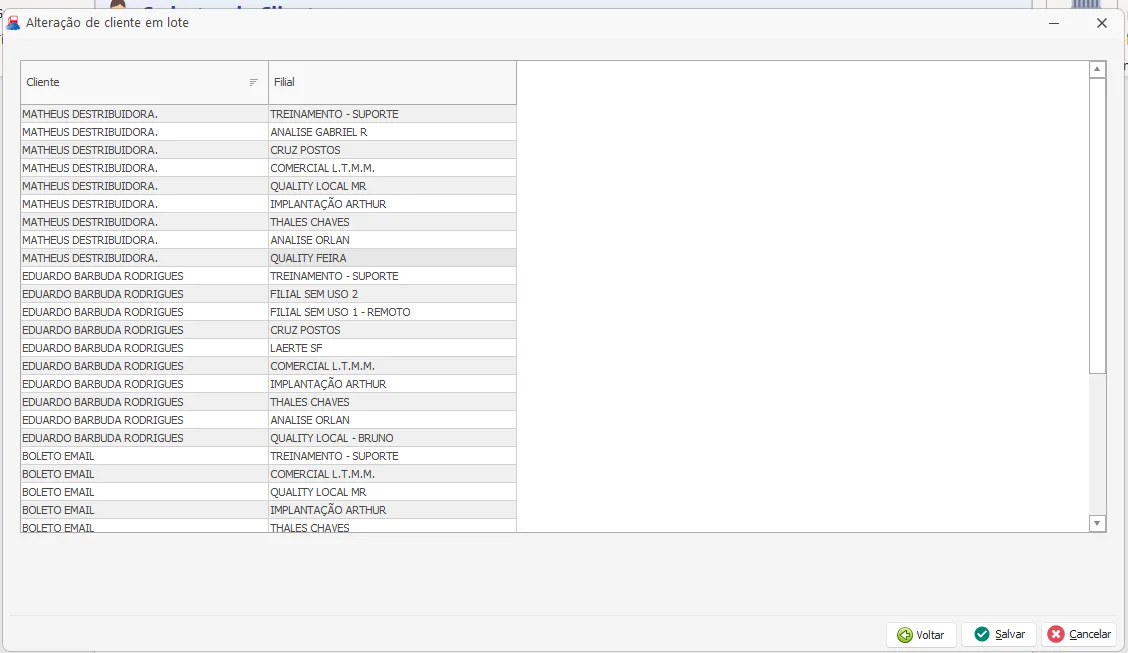 Alteração de cliente em lote
Cliente Filial
MATHEUS DESTRIBUIDORA. TREINAMENTO - SUPORTE
MATHEUS DESTRIBUIDORA. ANALISE GABRIEL R
MATHEUS DESTRIBUIDORA. CRUZ POSTOS
MATHEUS DESTRIBUIDORA. COMERCIAL L.T.M.M.
MATHEUS DESTRIBUIDORA. QUALITY LOCAL MR
MATHEUS DESTRIBUIDORA. IMPLANTAÇÃO ARTHUR
MATHEUS DESTRIBUIDORA. THALES CHAVES
MATHEUS DESTRIBUIDORA. ANALISE ORLAN
MATHEUS DESTRIBUIDORA. QUALITY FEIRA
EDUARDO BARBUDA RODRIGUES TREINAMENTO - SUPORTE
EDUARDO BARBUDA RODRIGUES FILIAL SEM USO 2
EDUARDO BARBUDA RODRIGUES FILIAL SEM USO 1 - REMOTO
EDUARDO BARBUDA RODRIGUES CRUZ POSTOS
EDUARDO BARBUDA RODRIGUES LAERTE SF
EDUARDO BARBUDA RODRIGUES COMERCIAL L.T.M.M.
EDUARDO BARBUDA RODRIGUES IMPLANTAÇÃO ARTHUR
EDUARDO BARBUDA RODRIGUES THALES CHAVES
EDUARDO BARBUDA RODRIGUES ANALISE ORLAN
EDUARDO BARBUDA RODRIGUES QUALITY LOCAL - BRUNO
BOLETO EMAIL TREINAMENTO - SUPORTE
BOLETO EMAIL COMERCIAL L.T.M.M.
BOLETO EMAIL QUALITY LOCAL MR
BOLETO EMAIL IMPLANTAÇÃO ARTHUR
BOLETO EMAIL THALES CHAVES
Voltar Salvar Cancelar